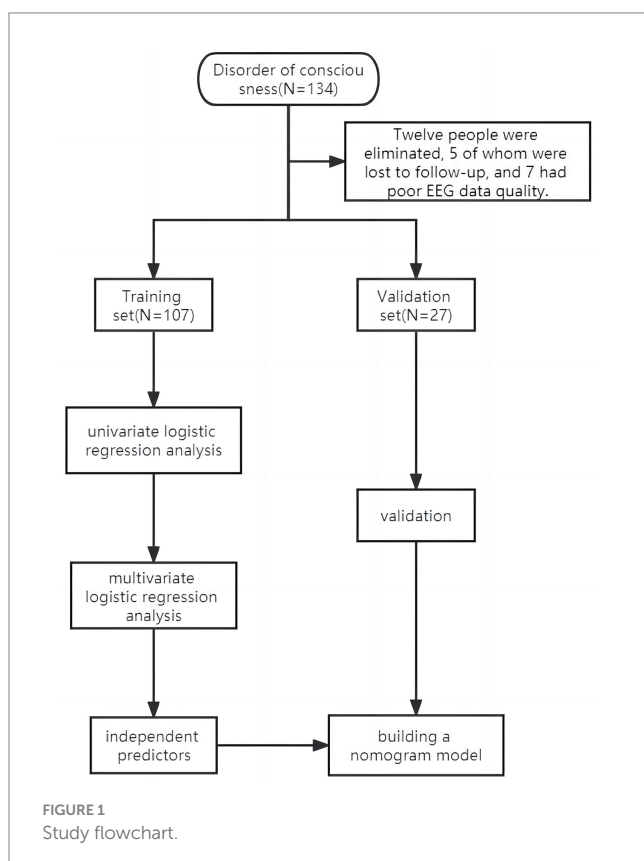 Disorder of consciou
sness(N=134)
Twelve people were
eliminated, 5 of whom were
lost to follow-up, and 7 had
poor EEG data quality.
Training
set(N=107)
Validation
set(N=27)
univariate logistic
regression analysis
validation
multivariate
logistic regression
analysis
independent
predictors
building a
nomogram model
FIGURE 1
Study flowchart.